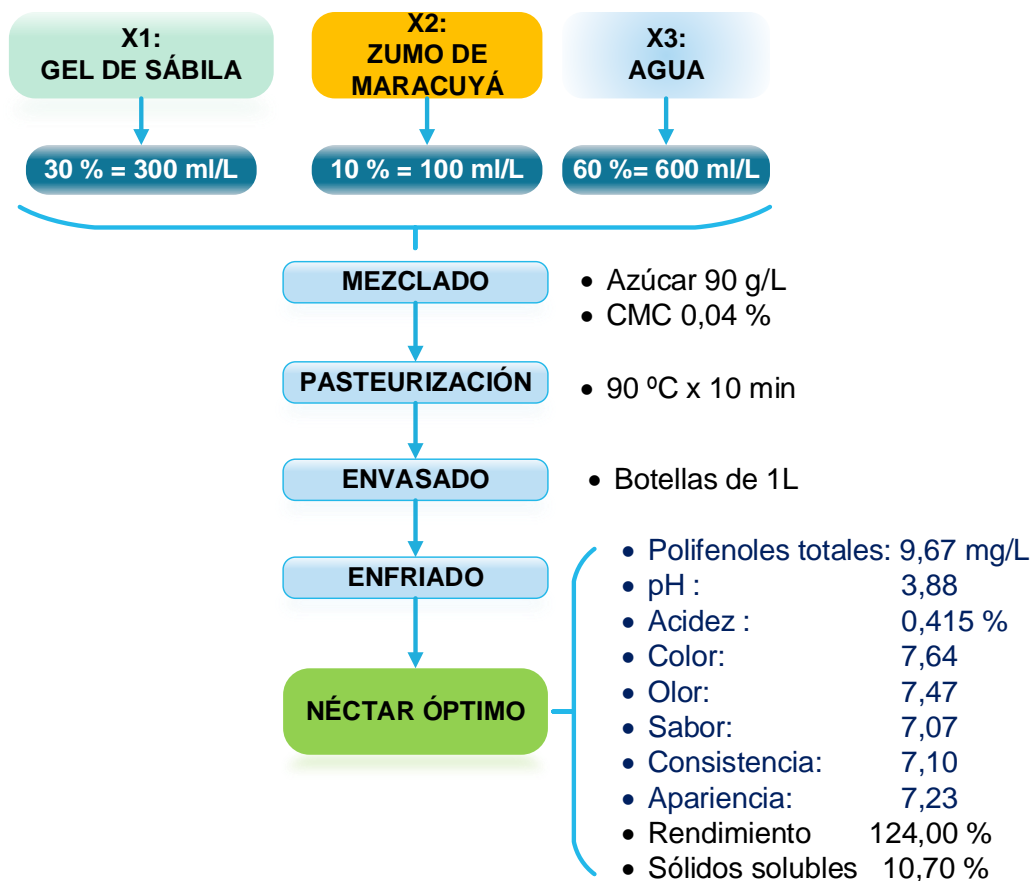 X1:
GEL DE SÁBILA
X2:
ZUMO DE
MARACUYÁ
X3:
AGUA
30 % = 300 ml/L
10 % = 100 ml/L
60 %= 600 ml/L
MEZCLADO
• Azúcar 90 g/L
• CMC 0,04 %
PASTEURIZACIÓN
• 90 ºC x 10 min
ENVASADO
• Botellas de 1L
ENFRIADO
NÉCTAR ÓPTIMO
• Polifenoles totales: 9,67 mg/L
• pH : 3,88
• Acidez : 0,415 %
• Color: 7,64
• Olor: 7,47
• Sabor: 7,07
• Consistencia: 7,10
• Apariencia: 7,23
• Rendimiento 124,00 %
• Sólidos solubles 10,70 %